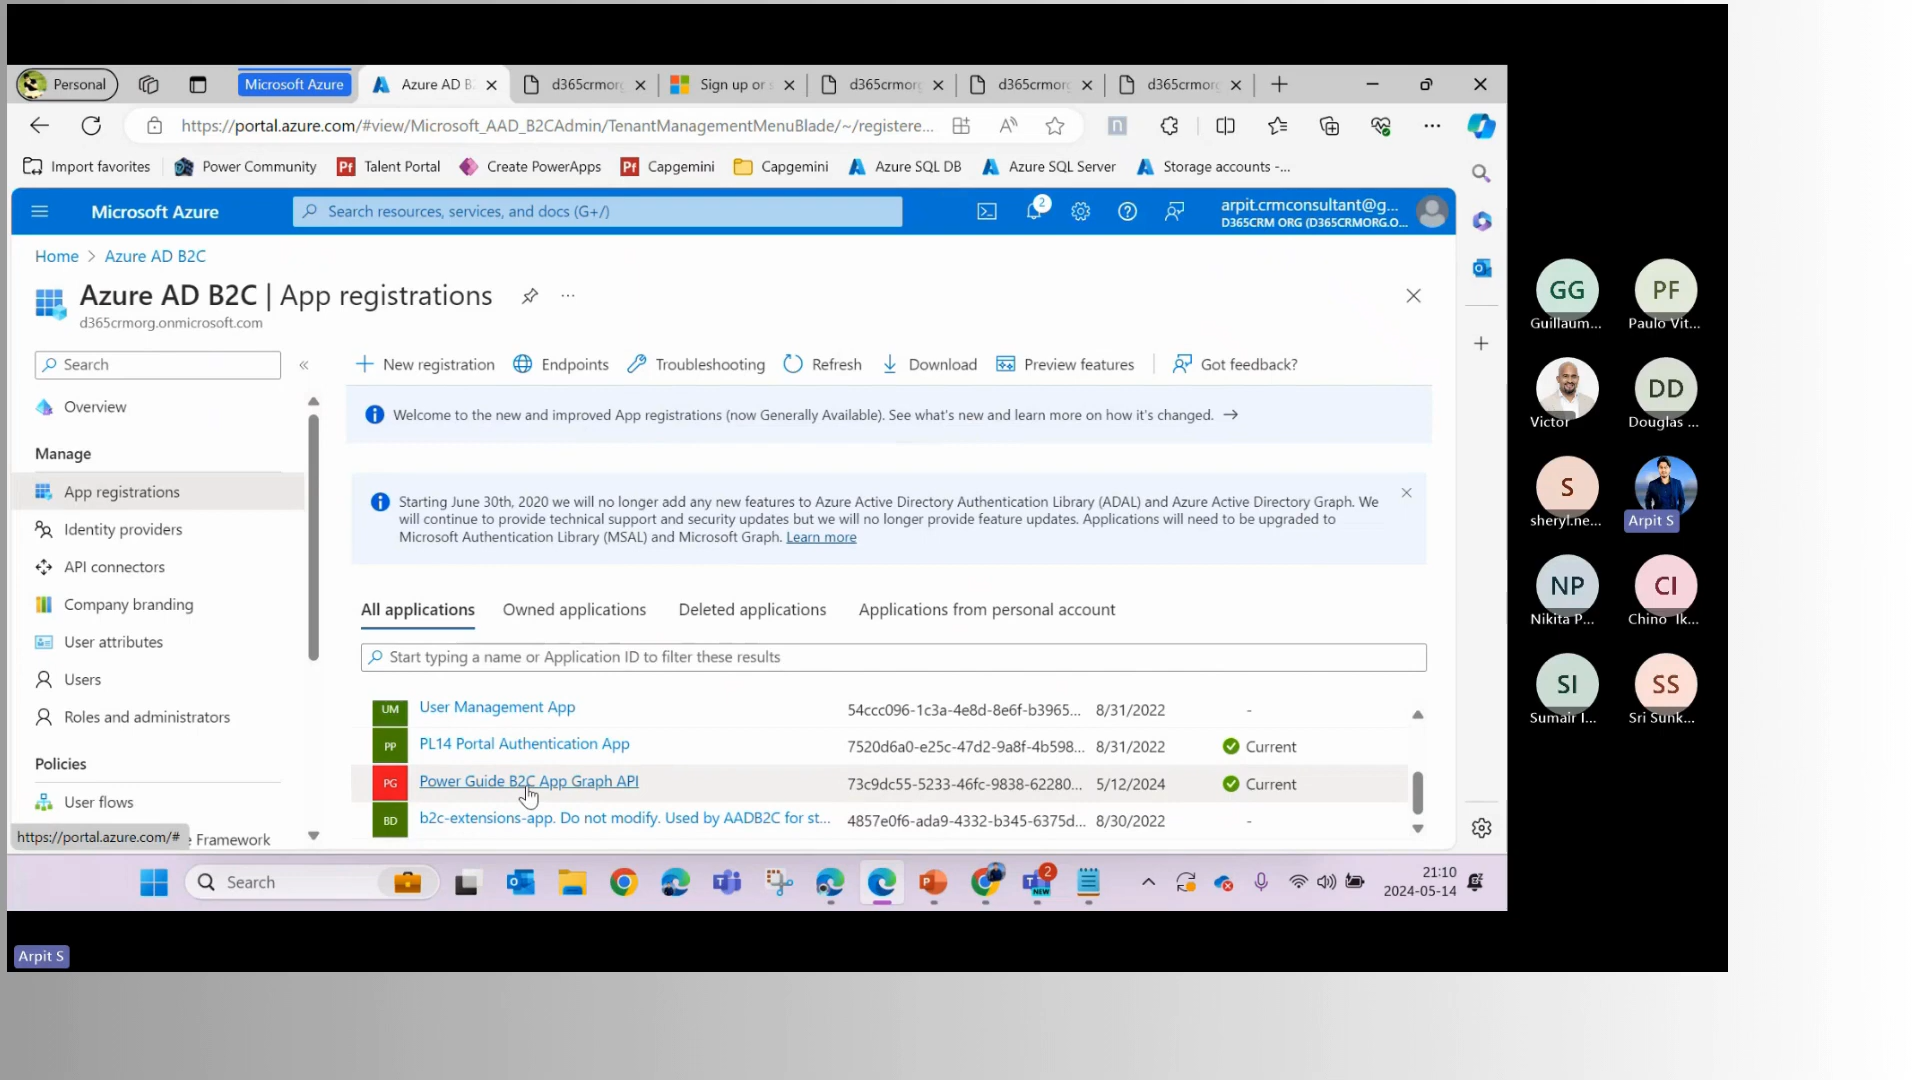 Personal
Microsoft Azure
Azure AD B
d365crmorg
Sign up or s
d365crmorg
d365crmorg
d365crmorg
https://portal.azure.com/#view/Microsoft_AAD_B2CAdmin/TenantManagementMenuBlade/~/registere...
Import favorites
Power Community
Talent Portal
Create PowerApps
Capgemini
Capgemini
Azure SQL DB
Azure SQL Server
Storage accounts -...
Microsoft Azure
Search resources, services, and docs (G+/)
2
arpit.crmconsultant@g...
D365CRM ORG (D365CRMORG.O...
Home > Azure AD B2C
Azure AD B2C | App registrations
d365crmorg.onmicrosoft.com
Search
Overview
Manage
App registrations
Identity providers
API connectors
Company branding
User attributes
Users
Roles and administrators
Policies
User flows
Framework
https://portal.azure.com/#
New registration
Endpoints
Troubleshooting
Refresh
Download
Preview features
Got feedback?
Welcome to the new and improved App registrations (now Generally Available). See what's new and learn more on how it's changed. →
Starting June 30th, 2020 we will no longer add any new features to Azure Active Directory Authentication Library (ADAL) and Azure Active Directory Graph. We
will continue to provide technical support and security updates but we will no longer provide feature updates. Applications will need to be upgraded to
Microsoft Authentication Library (MSAL) and Microsoft Graph. Learn more
All applications
Owned applications
Deleted applications
Applications from personal account
Start typing a name or Application ID to filter these results
UM User Management App 54ccc096-1c3a-4e8d-8e6f-b3965... 8/31/2022 -
PP PL14 Portal Authentication App 7520d6a0-e25c-47d2-9a8f-4b598... 8/31/2022 Current
PG Power Guide B2C App Graph API 73c9dc55-5233-46fc-9838-62280... 5/12/2024 Current
BD b2c-extensions-app. Do not modify. Used by AADB2C for st... 4857e0f6-ada9-4332-b345-6375d... 8/30/2022 -
Search
NEW
2
21:10
2024-05-14
GG
Guillaum...
PF
Paulo Vit...
Victor
DD
Douglas ...
S
sheryl.ne...
Arpit S
NP
Nikita P...
CI
Chino Ik...
SI
Sumair I...
SS
Sri Sunk...
Arpit S